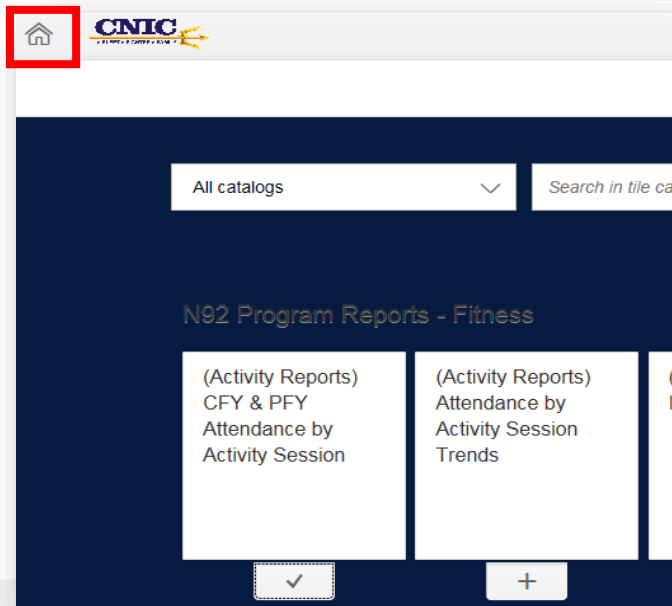 CNIC
All catalogs
Search in tile ca
N92 Program Reports - Fitness
(Activity Reports)
CFY & PFY
Attendance by
Activity Session
(Activity Reports)
Attendance by
Activity Session
Trends